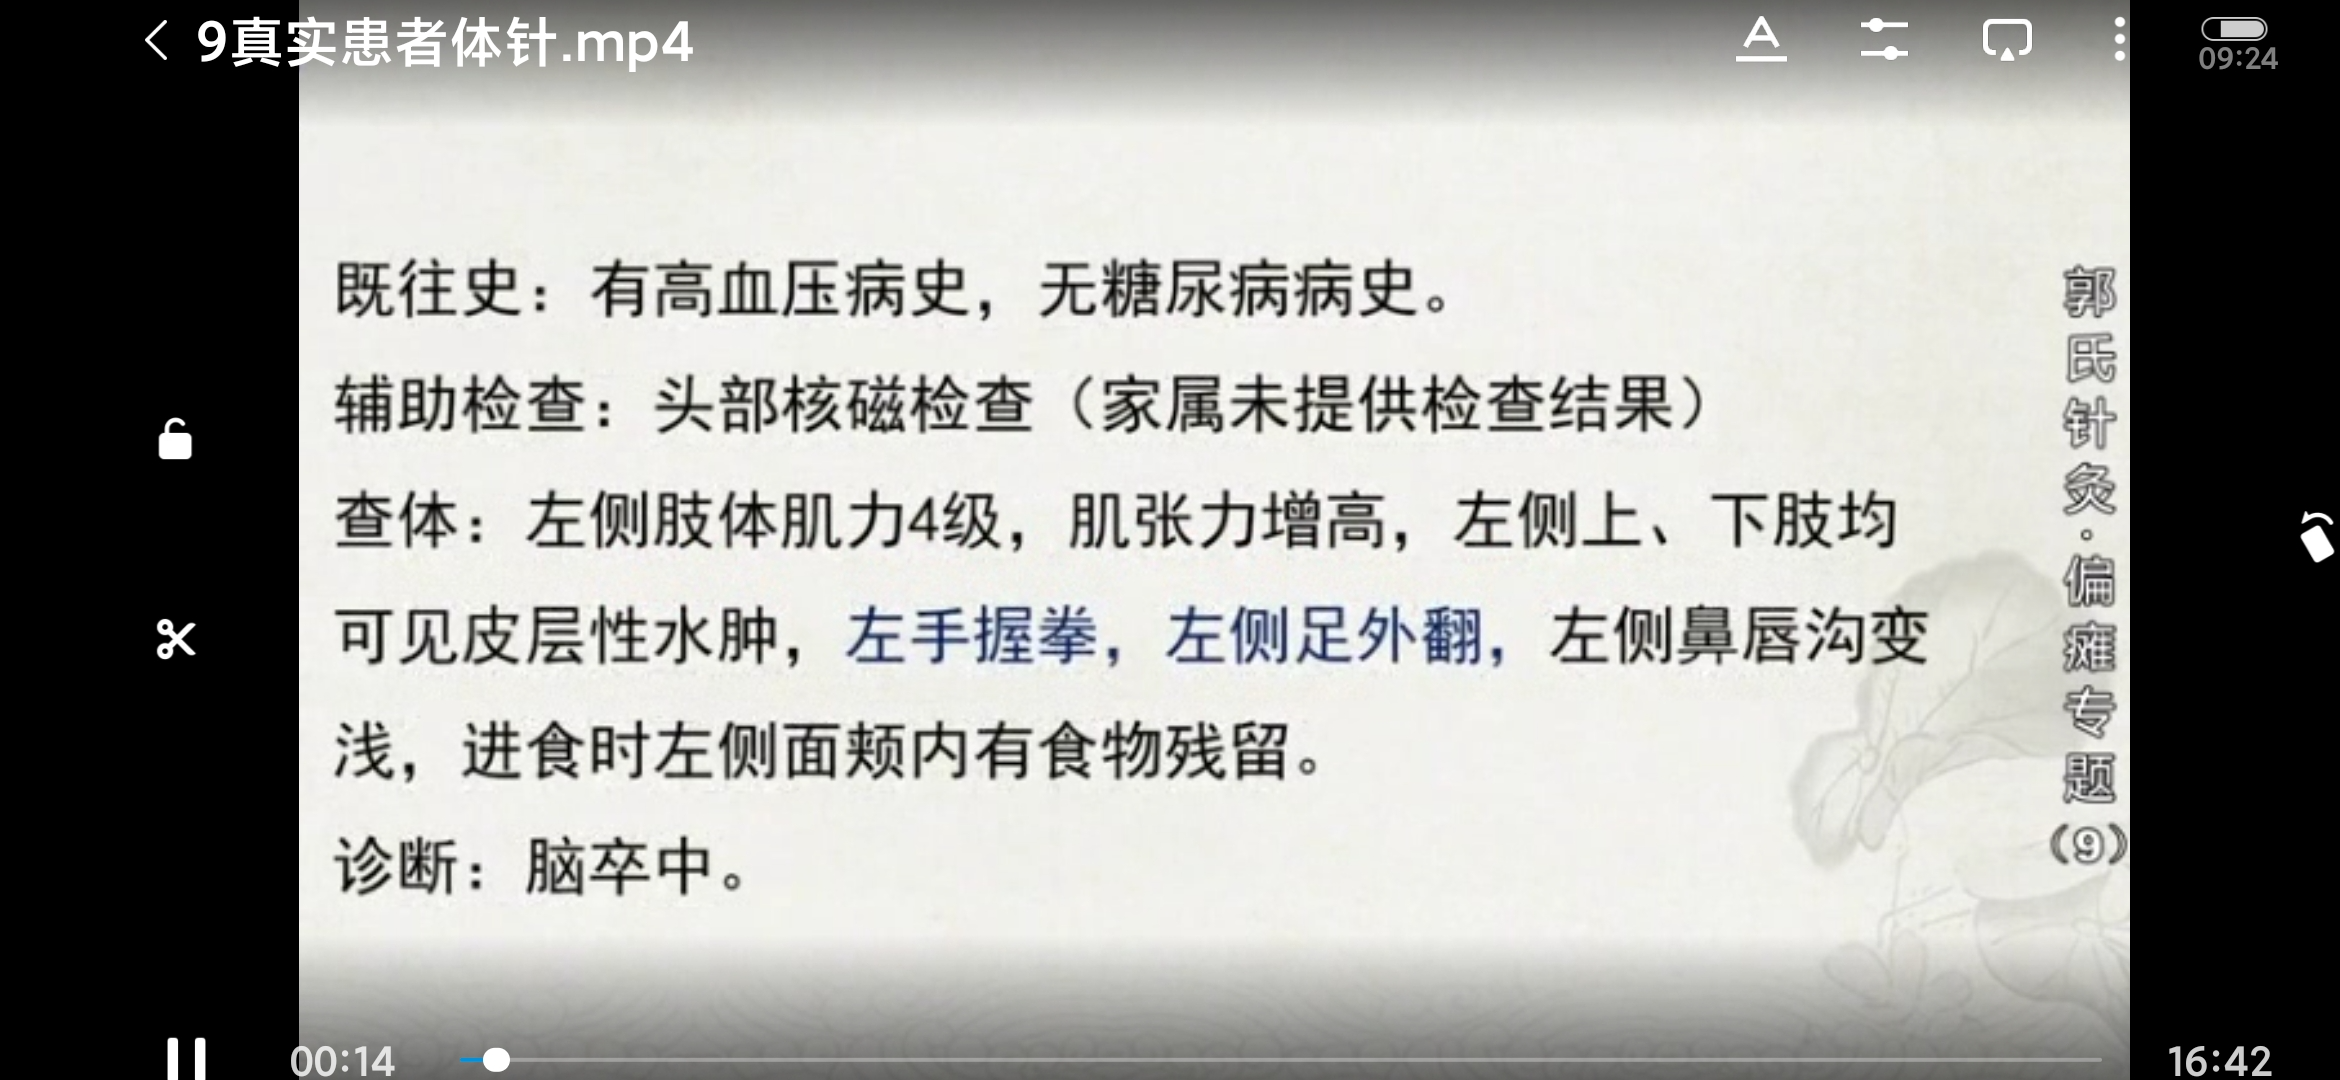 9真实患者体针.mp4
09:24
既往史：有高血压病史，无糖尿病病史。
辅助检查：头部核磁检查（家属未提供检查结果）
查体：左侧肢体肌力4级，肌张力增高，左侧上、下肢均
可见皮层性水肿，左手握拳，左侧足外翻，左侧鼻唇沟变
浅，进食时左侧面颊内有食物残留。
诊断：脑卒中。
郭氏针灸·偏瘫专题（9）
00:14
16:42